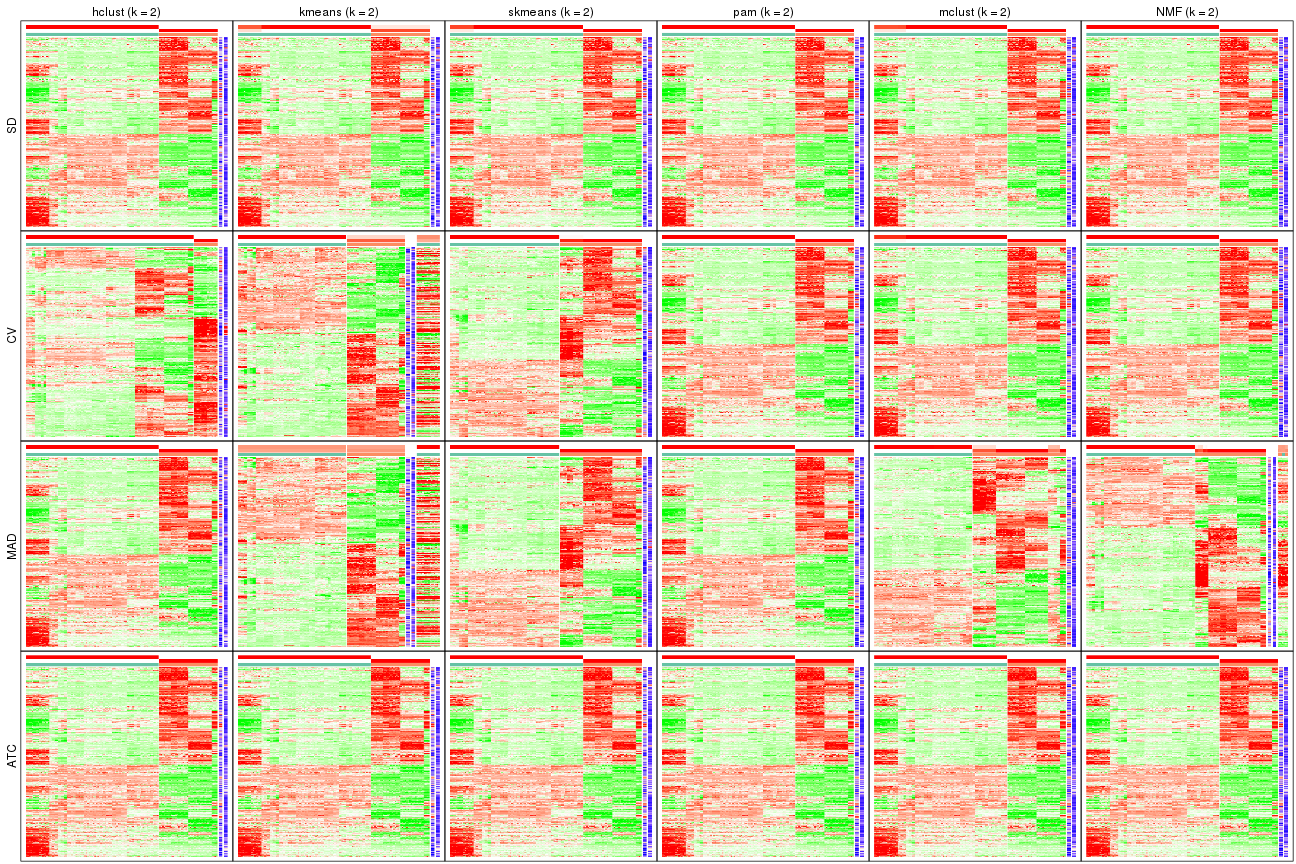 hclust (k = 2) kmeans (k = 2) skmeans (k = 2) pam (k = 2) mclust (k = 2) NMF (k = 2)
SD
CV
MAD
ATC